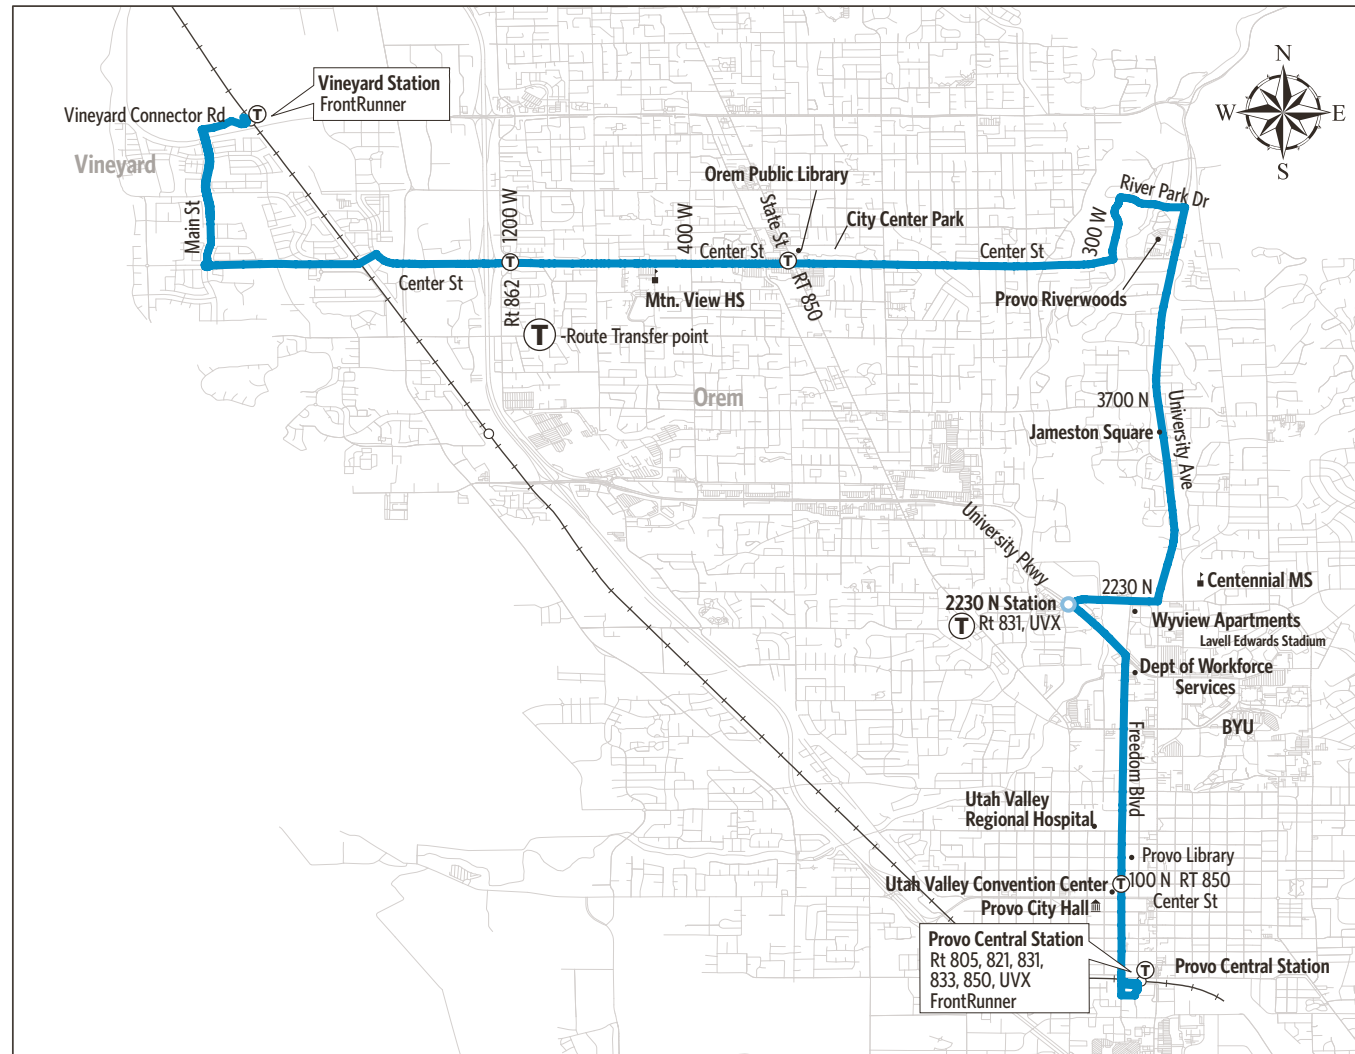 N
W
E
S
Vineyard Station
FrontRunner
Vineyard Connector Rd
Vineyard
Main St
Orem Public Library
City Center Park
River Park Dr
1200 W
400 W
State St
300 W
Center St
Center St
Center St
T
T
T
Rt 862
RT 850
Mtn. View HS
Provo Riverwoods
T -Route Transfer point
Orem
3700 N
University Ave
Jameston Square
University Pkwy
2230 N
Centennial MS
2230 N Station
T Rt 831, UVX
Wyview Apartments
Lavell Edwards Stadium
Dept of Workforce
Services
BYU
Freedom Blvd
Utah Valley
Regional Hospital
Provo Library
Utah Valley Convention Center
T 100 N RT 850
Center St
Provo City Hall
Provo Central Station
Rt 805, 821, 831,
833, 850, UVX
FrontRunner
T
Provo Central Station